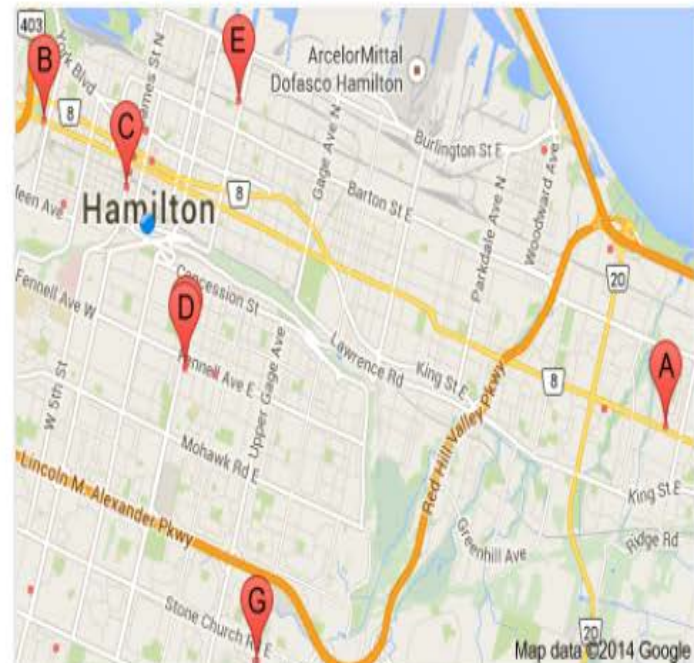 403
B
York Blvd
E
ArcelorMittal
Dofasco Hamilton
8
C
James St N
Gage Ave N
Burlington St E
Woodward Ave
Barton St E
Parkdale Ave N
8
Hamilton
20
Concession St
Fennell Ave W
D
Lawrence Rd
King St E
8
A
Fennell Ave E
Upper Gage Ave
W 5th St
Mohawk Rd E
Red Hill Valley Pkwy
Lincoln M. Alexander Pkwy
King St E
Greenhill Ave
Ridge Rd
G
Stone Church Rd E
20
Map data ©2014 Google